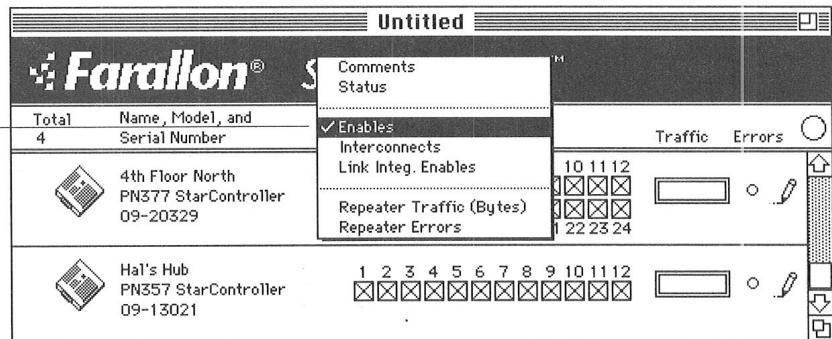 Untitled
Farallon® S ™
Comments
Status
✓ Enables
Interconnects
Link Integ. Enables
Repeater Traffic (Bytes)
Repeater Errors
Total
4
Name, Model, and
Serial Number
Traffic Errors
4th Floor North
PN377 StarController
09-20329
10 11 12
22 23 24
Hal's Hub
PN357 StarController
09-13021
1 2 3 4 5 6 7 8 9 10 11 12